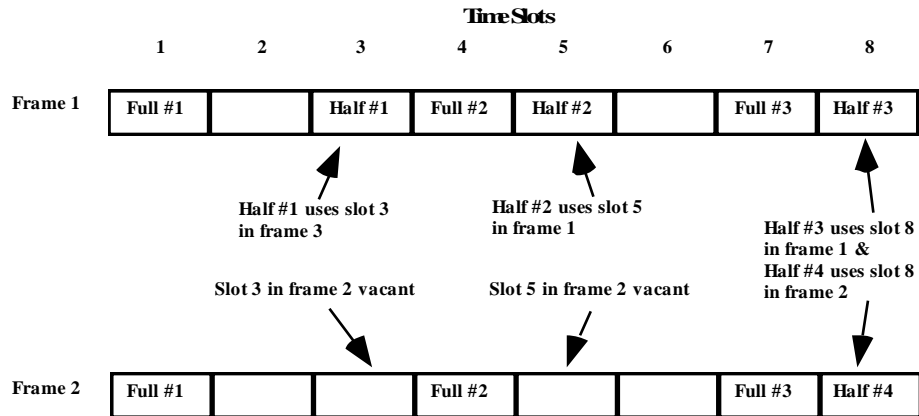 Time Slots
1 2 3 4 5 6 7 8
Frame 1 Full #1 Half #1 Full #2 Half #2 Full #3 Half #3
Half #1 uses slot 3
in frame 3
Half #2 uses slot 5
in frame 1
Half #3 uses slot 8
in frame 1 &
Half #4 uses slot 8
in frame 2
Slot 3 in frame 2 vacant
Slot 5 in frame 2 vacant
Frame 2 Full #1 Full #2 Full #3 Half #4